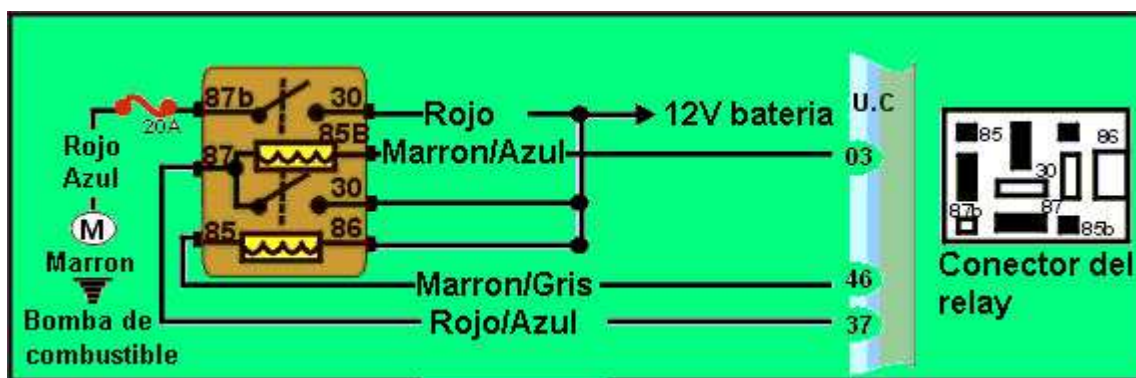 87b
30
20A
Rojo
12V bateria
U.C
85B
Rojo
Azul
87
Marron/Azul
03
30
M
Marron
85
86
Marron/Gris
46
Bomba de
combustible
Rojo/Azul
37
85
86
30
87b
87
85b
Conector del
relay